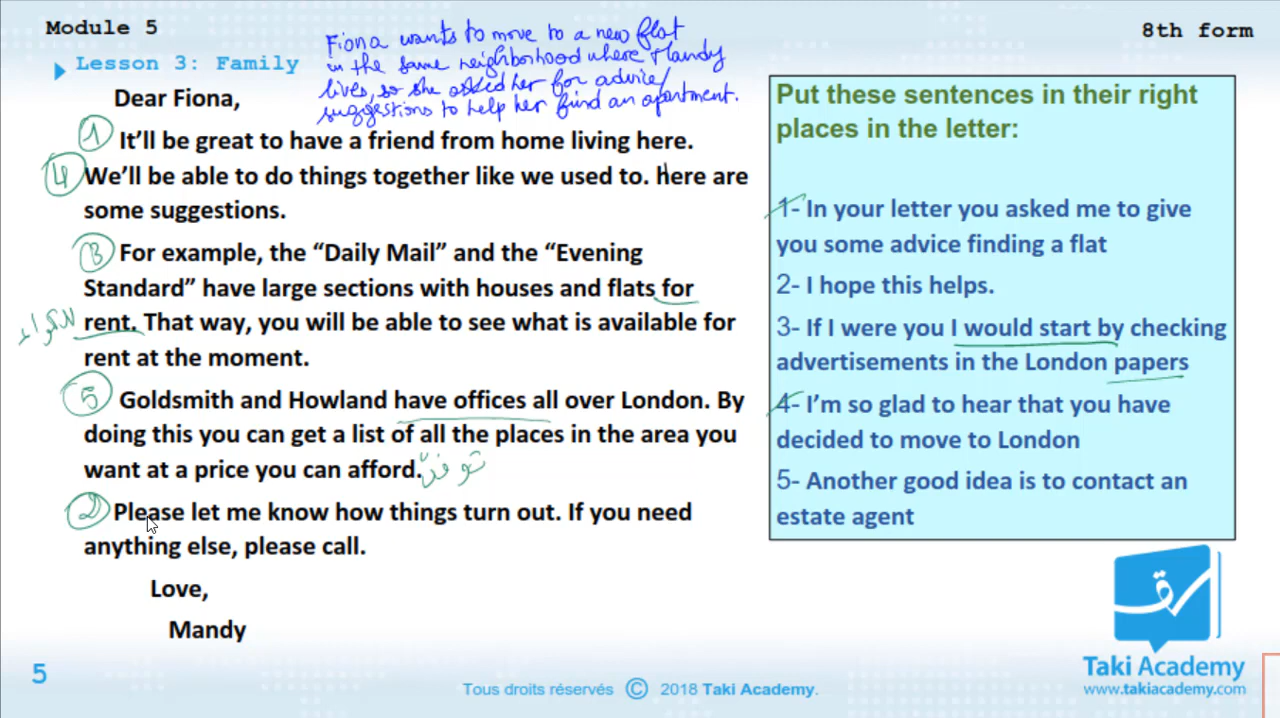 Module 5
8th form
Lesson 3: Family
Fiona wants to move to a new flat
in the same neighborhood where Mandy
lives, so she asked her for advice/
suggestions to help her find an apartment.
Dear Fiona,
1 It'll be great to have a friend from home living here.
4 We'll be able to do things together like we used to. Here are
some suggestions.
3 For example, the "Daily Mail" and the "Evening
Standard" have large sections with houses and flats for
rent. That way, you will be able to see what is available for
للكراء
rent at the moment.
5 Goldsmith and Howland have offices all over London. By
doing this you can get a list of all the places in the area you
want at a price you can afford.
2 Please let me know how things turn out. If you need
anything else, please call.
Love,
Mandy
Put these sentences in their right
places in the letter:
1- In your letter you asked me to give
you some advice finding a flat
2- I hope this helps.
3- If I were you I would start by checking
advertisements in the London papers
4- I'm so glad to hear that you have
decided to move to London
5- Another good idea is to contact an
estate agent
Taki Academy
www.takiacademy.com
5
Tous droits réservés © 2018 Taki Academy.